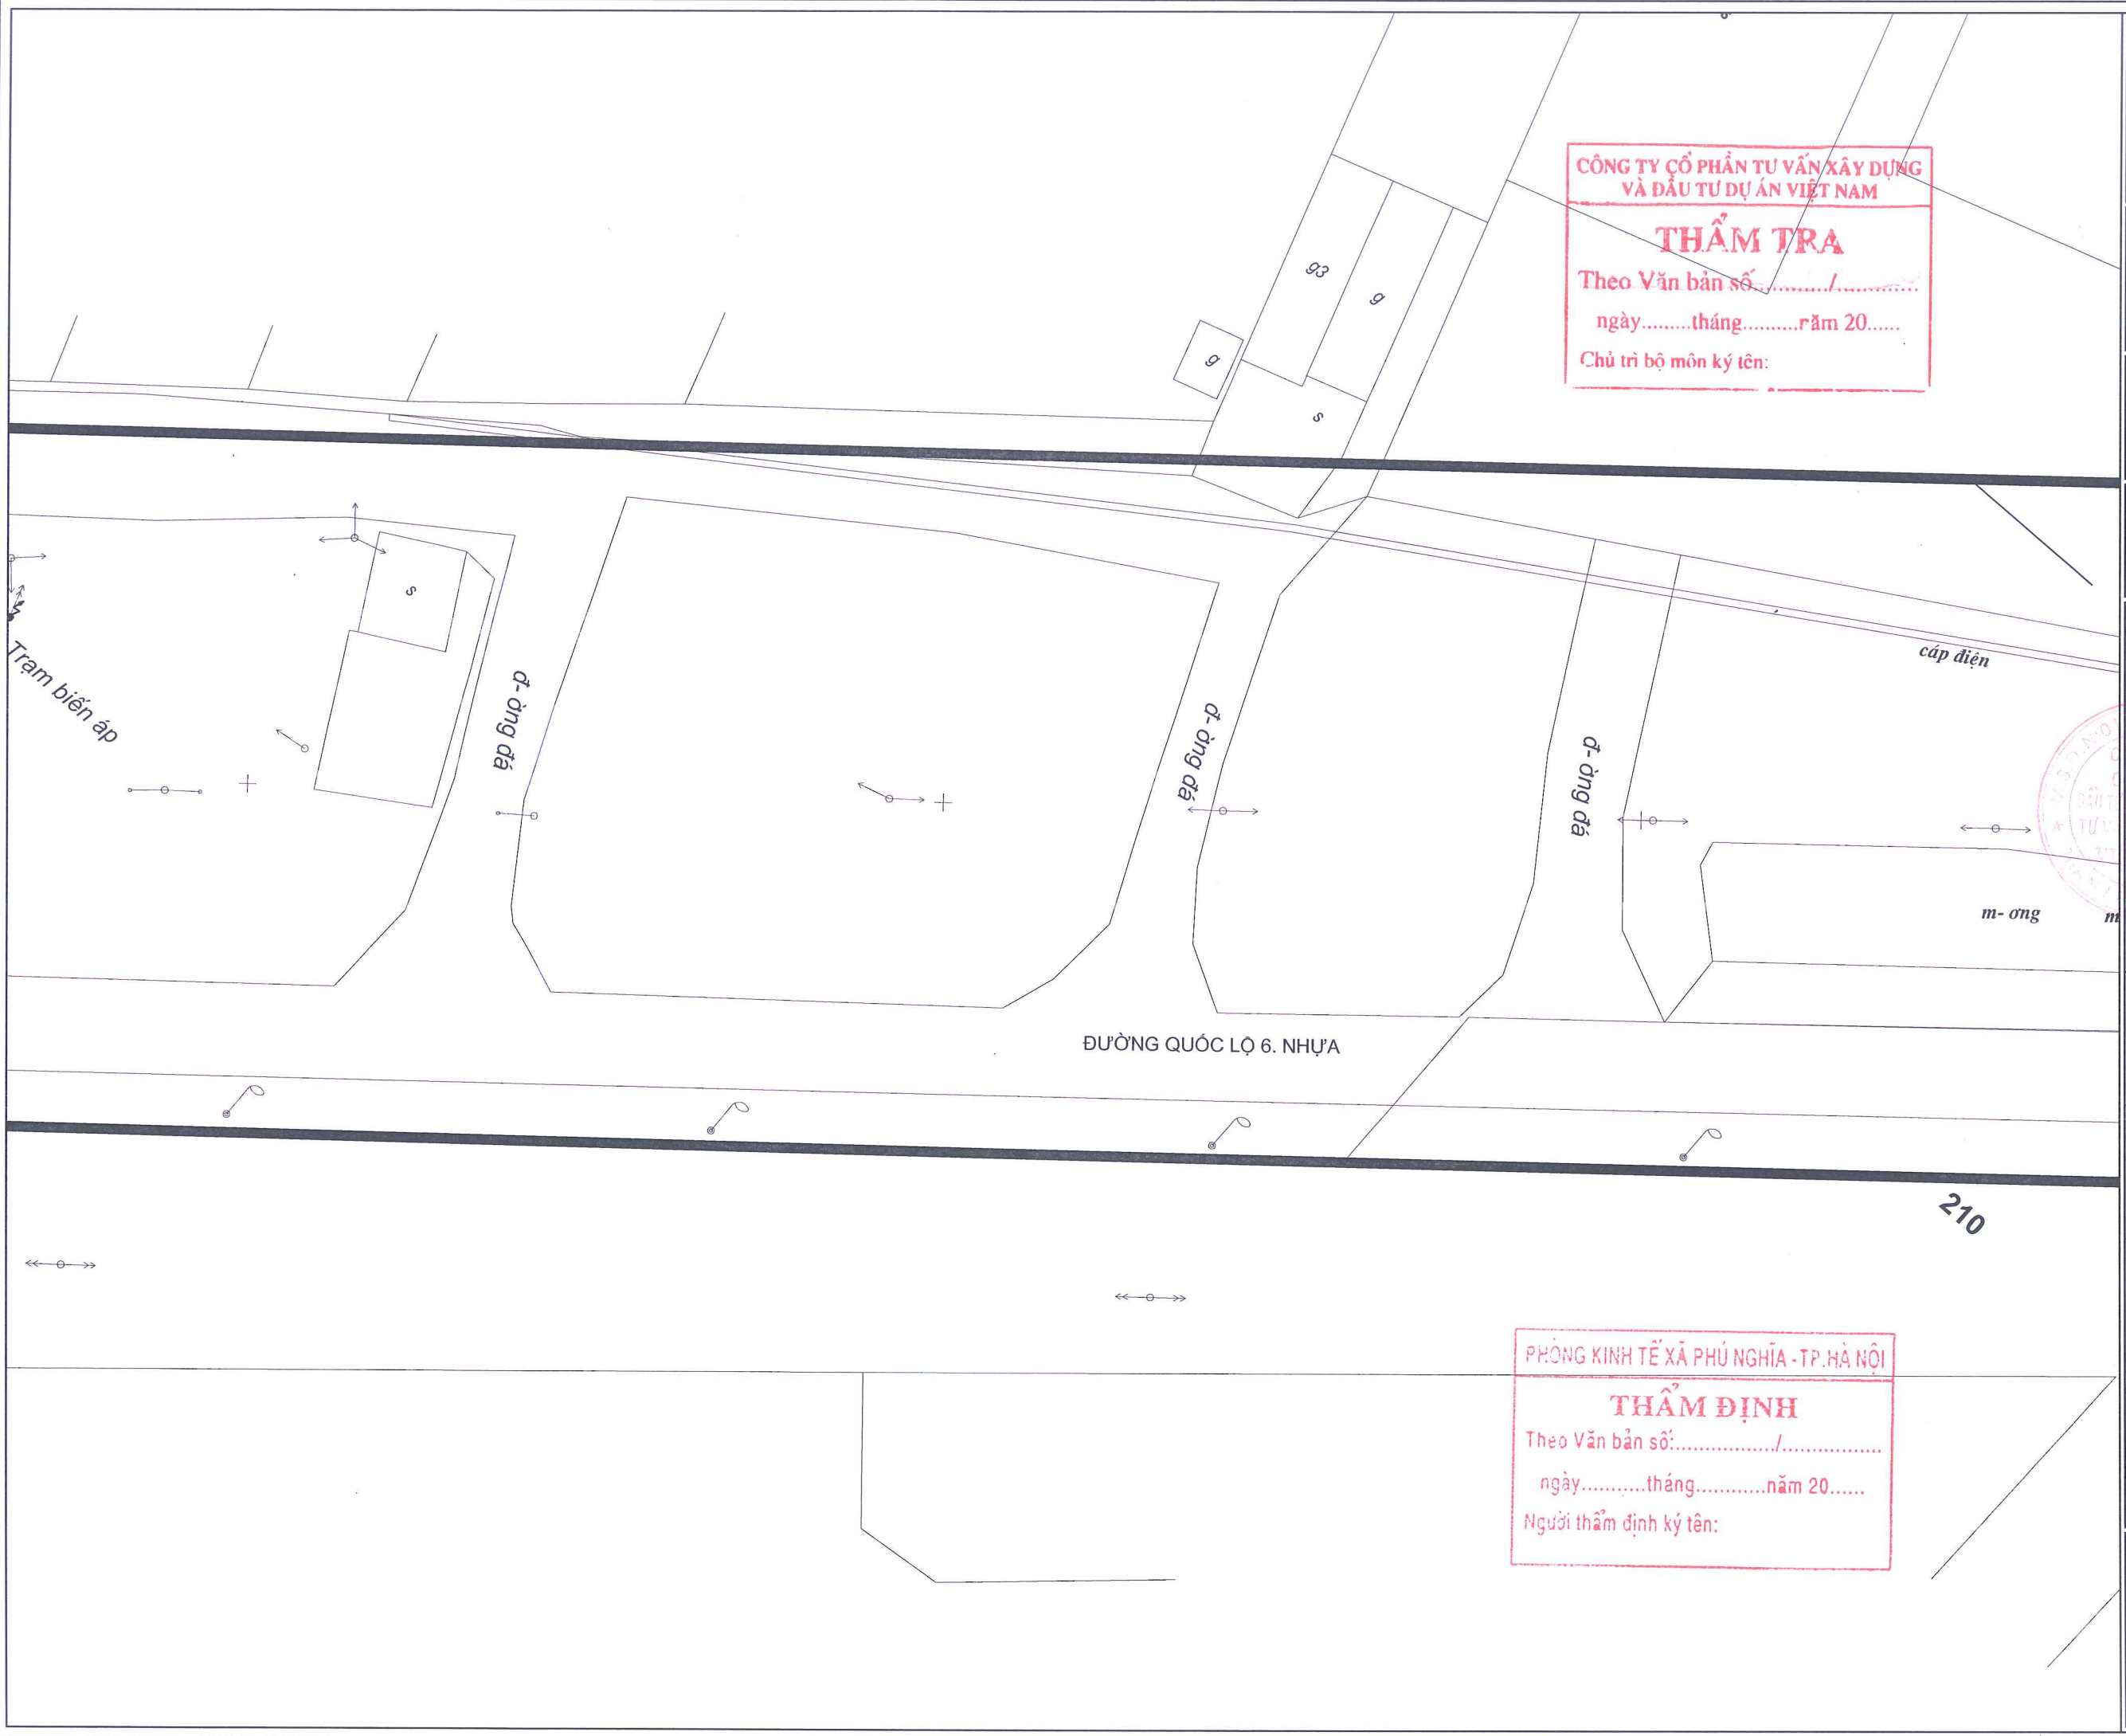 CÔNG TY CỔ PHẦN TƯ VẤN XÂY DỰNG
VÀ ĐẦU TƯ DỰ ÁN VIỆT NAM
THẨM TRA
Theo Văn bản số............/.............
ngày.........tháng..........năm 20......
Chủ trì bộ môn ký tên:
g3
g
g
s
s
Trạm biến áp
đ- ờng đá
đ- ờng đá
đ- ờng đá
cáp điện
m- ơng
m
ĐƯỜNG QUỐC LỘ 6. NHỰA
210
PHÒNG KINH TẾ XÃ PHÚ NGHĨA - TP. HÀ NỘI
THẨM ĐỊNH
Theo Văn bản số:................./.................
ngày...........tháng............năm 20......
Người thẩm định ký tên: